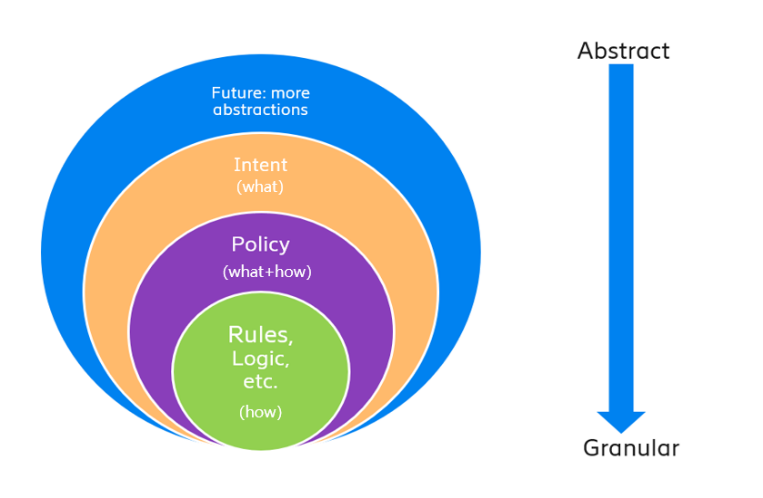 Future: more
abstractions
Intent
(what)
Policy
(what+how)
Rules,
Logic,
etc.
(how)
Abstract
Granular